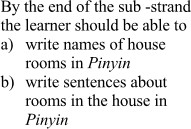 By the end of the sub -strand
the learner should be able to
a) write names of house
rooms in Pinyin
b) write sentences about
rooms in the house in
Pinyin